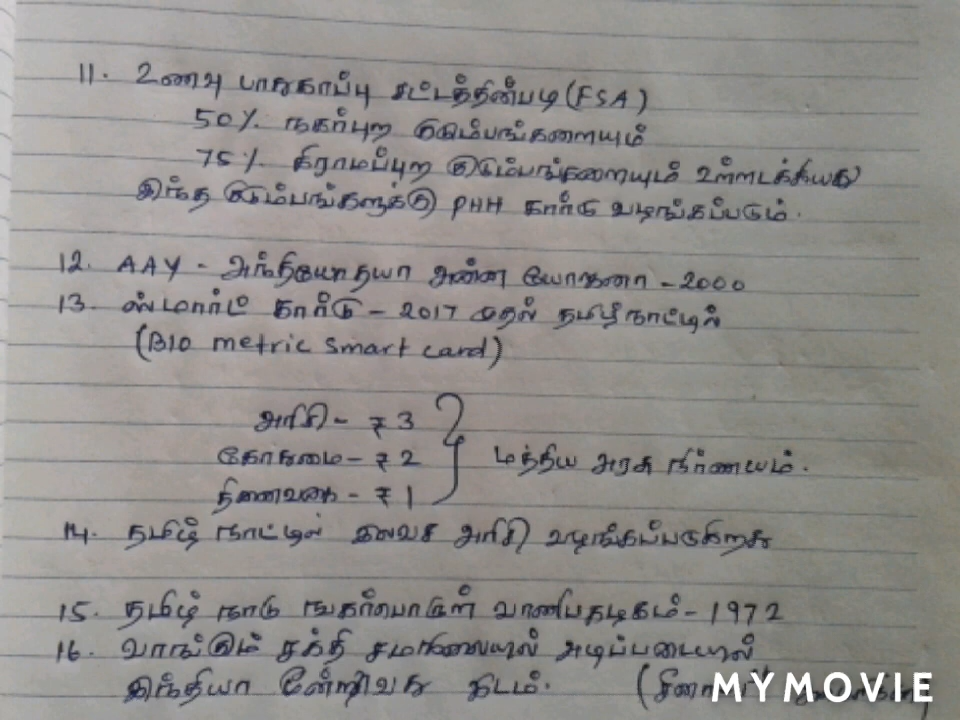 11. உணவு பாதுகாப்பு சட்டத்தின்படி (FSA)
50% நகர்புற குடும்பங்களையும்
75% கிராமப்புற குடும்பங்களையும் உள்ளடக்கியது
இந்த குடும்பங்களுக்கு PHH கார்டு வழங்கப்படும்.
12. AAY - அந்தியோதயா அன்ன யோதனா - 2000
13. ஸ்மார்ட் கார்டு - 2017 முதல் தமிழ்நாட்டில்
(BIO metric smart card)
அரிசி - ₹ 3
கோதுமை - ₹ 2
தினைவகை - ₹ 1
மத்திய அரசு நிர்ணயம்.
14. தமிழ் நாட்டில் இலவச அரிசி வழங்கப்படுகிறது
15. தமிழ் நாடு நுகர்பொருள் வாணிபகழகம் - 1972
16. வாங்கும் சக்தி சமநிலையில் அடிப்படையில்
இந்தியா மூன்றாவது இடம். (சீனா
MYMOVIE